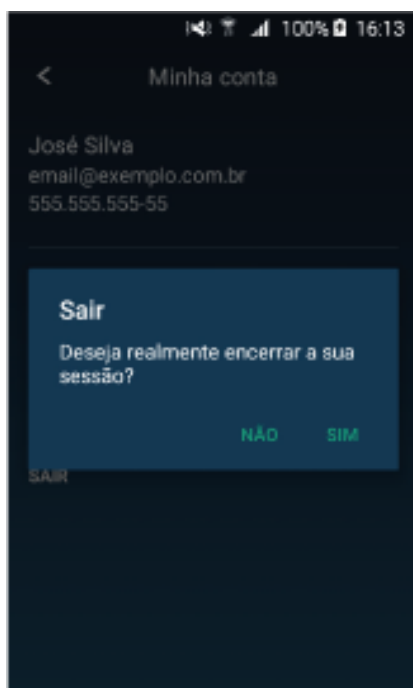 100% 16:13
< Minha conta
José Silva
email@exemplo.com.br
555.555.555-55
Sair
Deseja realmente encerrar a sua
sessão?
NÃO SIM
SAIR